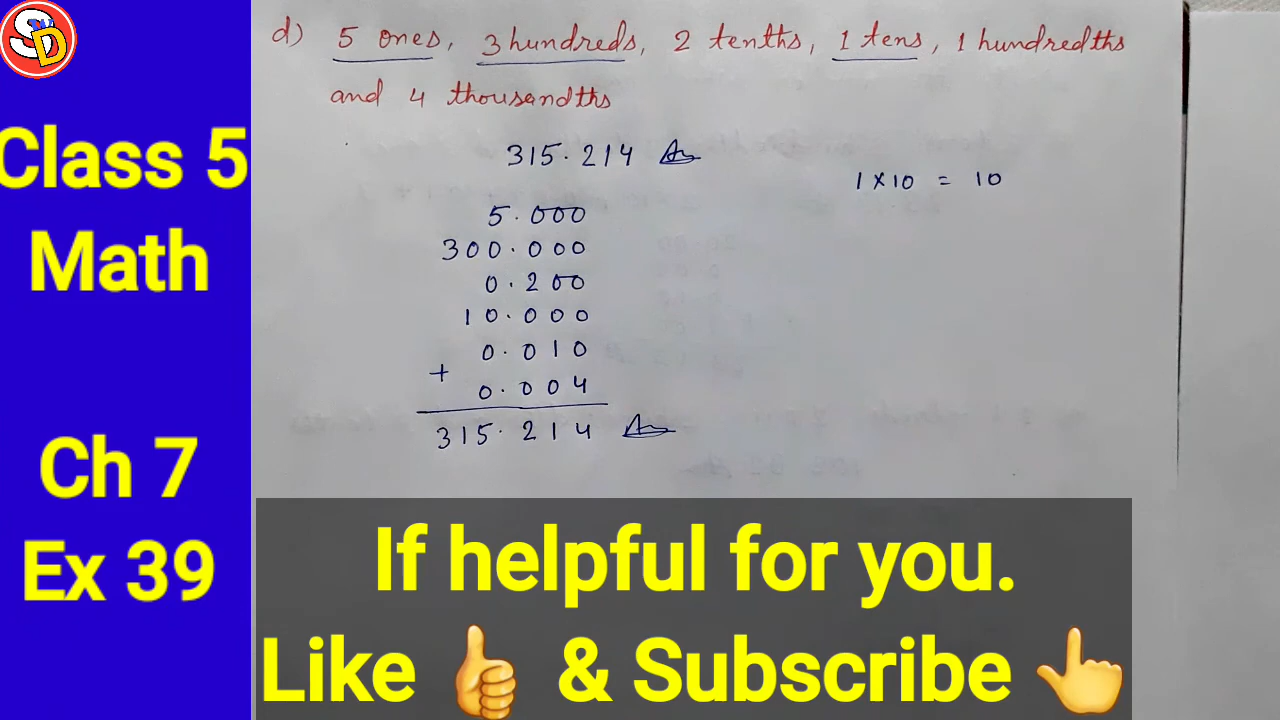 SD
Class 5
Math
Ch 7
Ex 39
d) 5 ones, 3 hundreds, 2 tenths, 1 tens, 1 hundredths
and 4 thousandths
315.214 Ans
1 × 10 = 10
5.000
300.000
0.200
10.000
0.010
+ 0.004
315.214 Ans
If helpful for you.
Like 👍 & Subscribe 👆